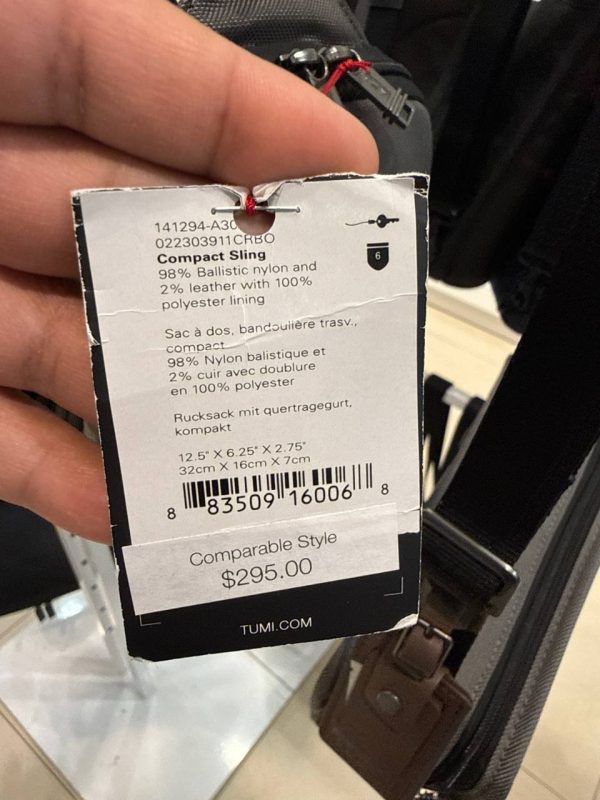 141294-A30
022303911CRBO
Compact Sling
98% Ballistic nylon and
2% leather with 100%
polyester lining
6
Sac à dos, bandoulière trasv.,
compact
98% Nylon balistique et
2% cuir avec doublure
en 100% polyester
Rucksack mit quertragegurt,
kompakt
12.5" X 6.25" X 2.75"
32cm X 16cm X 7cm
8 83509 16006 8
Comparable Style
$295.00
TUMI.COM